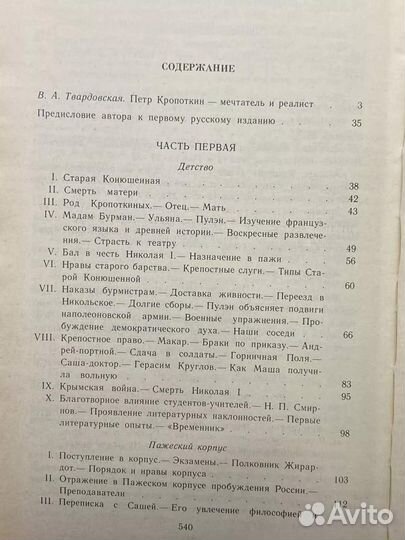 СОДЕРЖАНИЕ
В. А. Твардовская. Петр Кропоткин — мечтатель и реалист . 3
Предисловие автора к первому русскому изданию . . . . 35
ЧАСТЬ ПЕРВАЯ
Детство
I. Старая Конюшенная . . . . . . . . . 38
II. Смерть матери . . . . . . . . . . 42
III. Род Кропоткиных.— Отец.— Мать . . . . . . 43
IV. Мадам Бурман.— Ульяна.— Пулэн.— Изучение французского
языка и древней истории.— Воскресные развлечения.—
Страсть к театру . . . . . . . . 49
V. Бал в честь Николая I.— Назначение в пажи . . . . 56
VI. Нравы старого барства.— Крепостные слуги.— Типы Старой
Конюшенной . . . . . . . . . . 60
VII. Наказы бурмистрам.— Доставка живности.— Переезд в
Никольское.— Долгие сборы.— Пулэн объясняет подвиги
наполеоновской армии.— Военные упражнения.— Пробуждение
демократического духа.— Наши соседи . . 66
VIII. Крепостное право.— Макар.— Браки по приказу.— Андрей-портной.—
Сдача в солдаты.— Горничная Поля.—
Саша-доктор.— Герасим Круглов.— Как Маша получила
вольную . . . . . . . . . . . 83
IX. Крымская война.— Смерть Николая I . . . . . 95
X. Благотворное влияние студентов-учителей.— Н. П. Смирнов.—
Проявления литературных наклонностей.— Первые
литературные опыты.— «Временник» . . . . . 98
Пажеский корпус
I. Поступление в корпус.— Экзамены.— Полковник Жирардот.—
Порядок и нравы корпуса . . . . . . 103
II. Отражение в Пажеском корпусе пробуждения России.—
Преподаватели . . . . . . . . . . 112
III. Переписка с Сашей.— Его увлечение философией
540
Avito